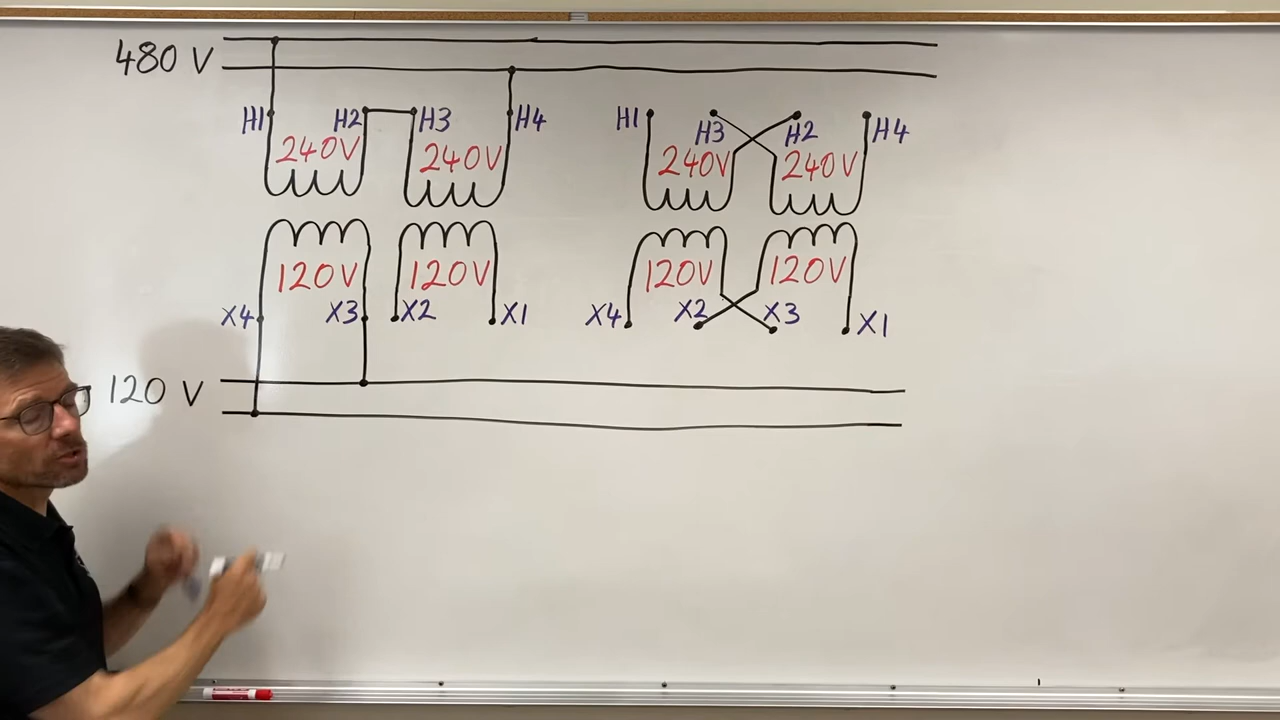 480 V
H1 H2 H3 H4 H1 H3 H2 H4
240V 240V 240V 240V
120V 120V 120V 120V
X4 X3 X2 X1 X4 X2 X3 X1
120 V